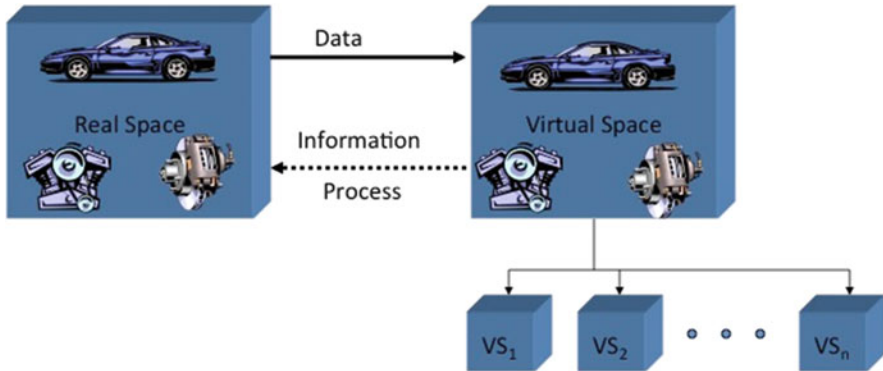 Data
Real Space
Virtual Space
Information
Process
VS₁
VS₂
VSₙ